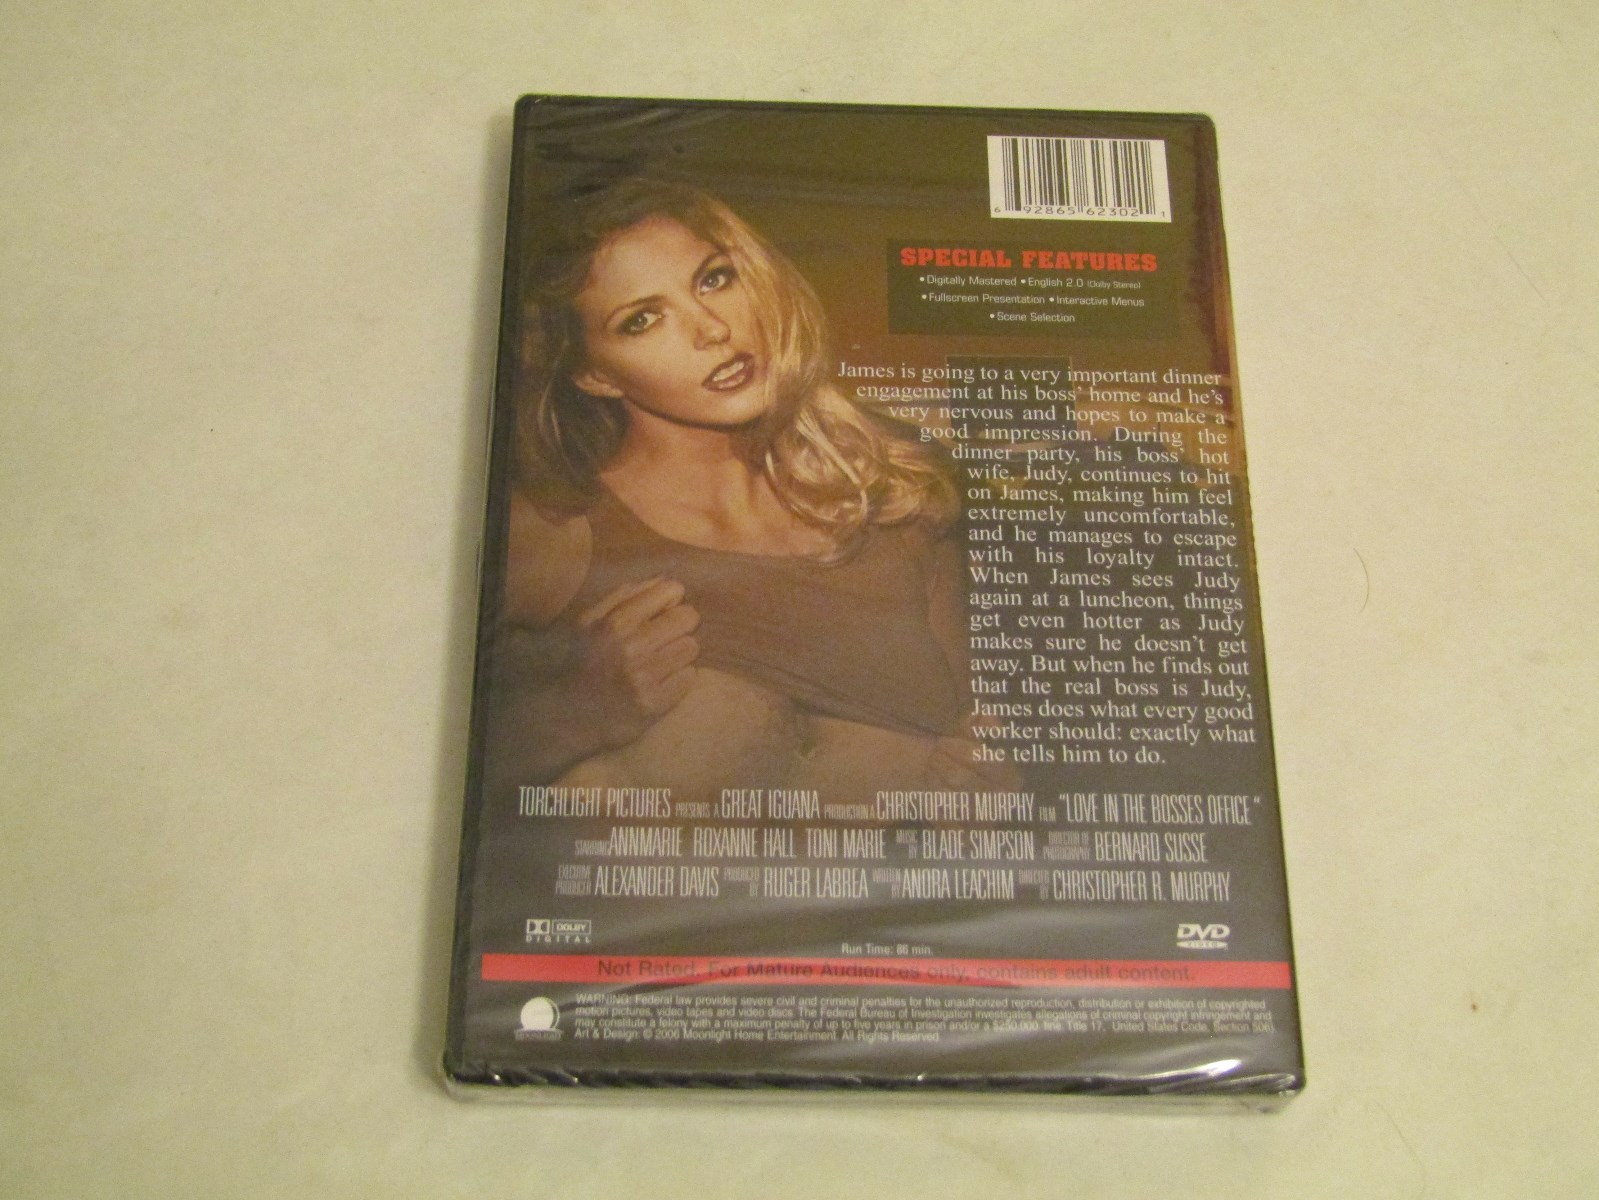 6 92865 62302 1
SPECIAL FEATURES
• Digitally Mastered • English 2.0 (Dolby Stereo)
• Fullscreen Presentation • Interactive Menus
• Scene Selection
James is going to a very important dinner
engagement at his boss' home and he's
very nervous and hopes to make a
good impression. During the
dinner party, his boss' hot
wife, Judy, continues to hit
on James, making him feel
extremely uncomfortable,
and he manages to escape
with his loyalty intact.
When James sees Judy
again at a luncheon, things
get even hotter as Judy
makes sure he doesn't get
away. But when he finds out
that the real boss is Judy,
James does what every good
worker should: exactly what
she tells him to do.
TORCHLIGHT PICTURES PRESENTS A GREAT IGUANA PRODUCTION A CHRISTOPHER MURPHY FILM "LOVE IN THE BOSSES OFFICE"
STARRING ANNMARIE ROXANNE HALL TONI MARIE MUSIC BY BLADE SIMPSON DIRECTOR OF PHOTOGRAPHY BERNARD SUSSE
EXECUTIVE PRODUCER ALEXANDER DAVIS PRODUCED BY RUGER LABREA WRITTEN BY ANORA LEACHIM DIRECTED BY CHRISTOPHER R. MURPHY
DOLBY
DIGITAL
DVD
VIDEO
Run Time: 86 min.
Not Rated. For Mature Audiences only, contains adult content.
WARNING: Federal law provides severe civil and criminal penalties for the unauthorized reproduction, distribution or exhibition of copyrighted
motion pictures, video tapes and video discs. The Federal Bureau of Investigation investigates allegations of criminal copyright infringement and
may constitute a felony with a maximum penalty of up to five years in prison and/or a $250,000 fine. Title 17, United States Code, Section 506)
Art & Design: © 2006 Moonlight Home Entertainment. All Rights Reserved.
MOONLIGHT